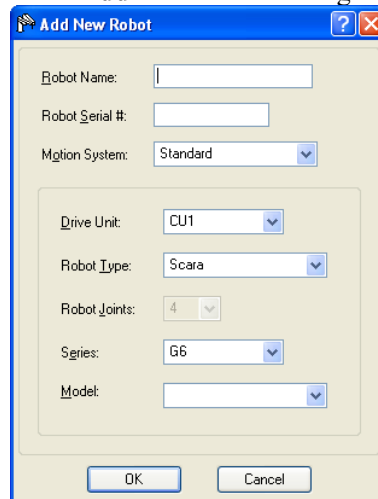 Add New Robot
Robot Name:
Robot Serial #:
Motion System: Standard
Drive Unit: CU1
Robot Type: Scara
Robot Joints: 4
Series: G6
Model:
OK Cancel